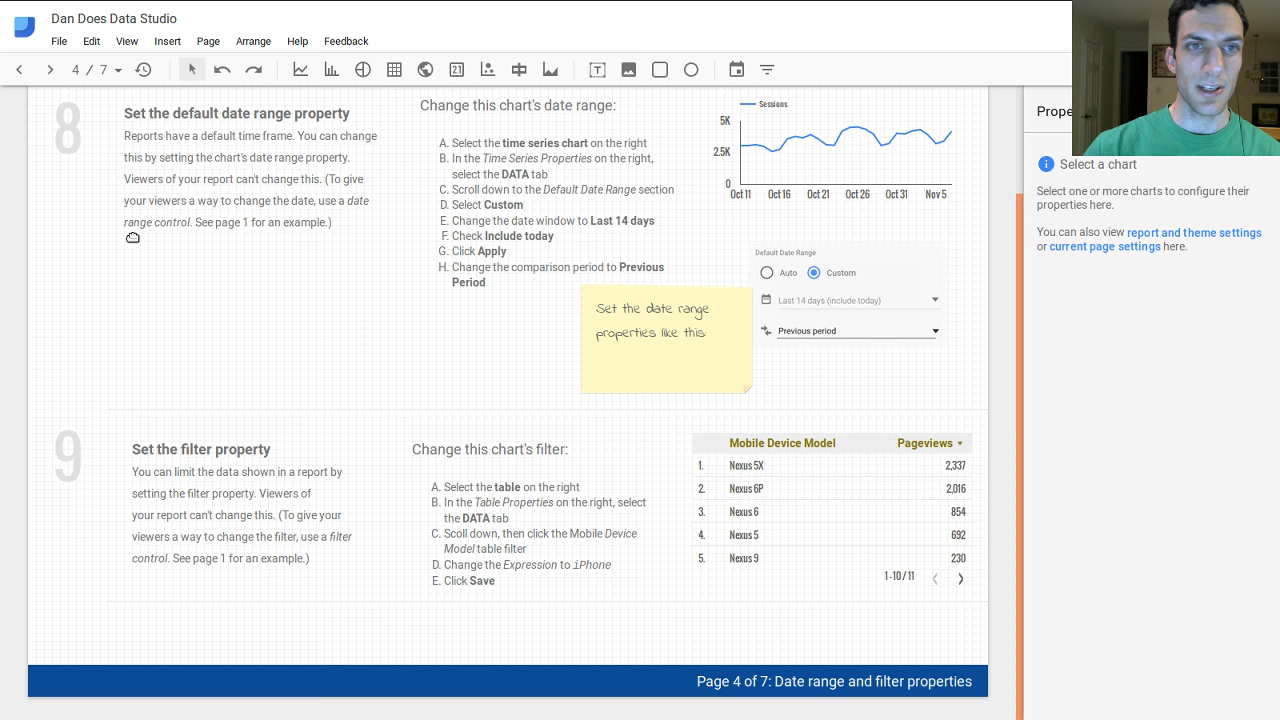 Dan Does Data Studio
File Edit View Insert Page Arrange Help Feedback
4 / 7
8
Set the default date range property
Reports have a default time frame. You can change
this by setting the chart's date range property.
Viewers of your report can't change this. (To give
your viewers a way to change the date, use a date
range control. See page 1 for an example.)
Change this chart's date range:
A. Select the time series chart on the right
B. In the Time Series Properties on the right,
select the DATA tab
C. Scroll down to the Default Date Range section
D. Select Custom
E. Change the date window to Last 14 days
F. Check Include today
G. Click Apply
H. Change the comparison period to Previous
Period
Sessions
5K
2.5K
0
Oct 11 Oct 16 Oct 21 Oct 26 Oct 31 Nov 5
Set the date range
properties like this:
Default Date Range
Auto Custom
Last 14 days (include today)
Previous period
9
Set the filter property
You can limit the data shown in a report by
setting the filter property. Viewers of
your report can't change this. (To give your
viewers a way to change the filter, use a filter
control. See page 1 for an example.)
Change this chart's filter:
A. Select the table on the right
B. In the Table Properties on the right, select
the DATA tab
C. Scoll down, then click the Mobile Device
Model table filter
D. Change the Expression to iPhone
E. Click Save
Mobile Device Model Pageviews
1. Nexus 5X 2,337
2. Nexus 6P 2,016
3. Nexus 6 854
4. Nexus 5 692
5. Nexus 9 230
1-10/11
Page 4 of 7: Date range and filter properties
Select a chart
Select one or more charts to configure their
properties here.
You can also view report and theme settings
or current page settings here.